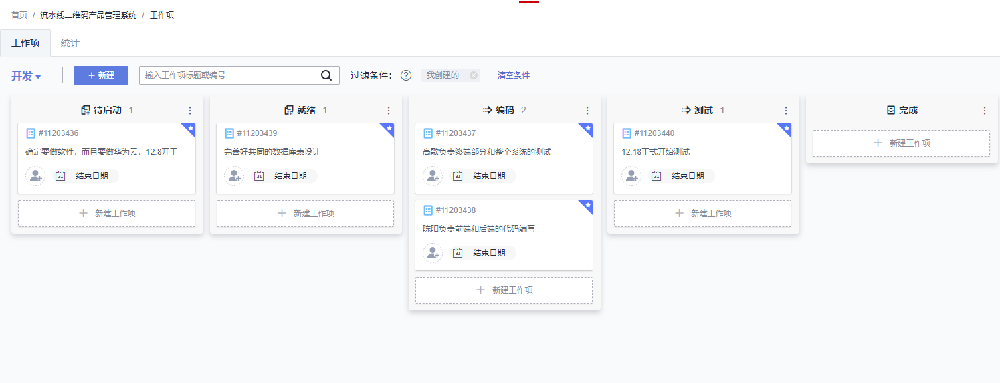 首页 / 流水线二维码产品管理系统 / 工作项
工作项 统计
开发 + 新建 输入工作项标题或编号 过滤条件: ? 我创建的 清空条件
待启动 1
#11203436
确定要做软件，而且要做华为云，12.8开工
31 结束日期
+ 新建工作项
就绪 1
#11203439
完善好共同的数据库表设计
31 结束日期
+ 新建工作项
编码 2
#11203437
高歌负责终端部分和整个系统的测试
31 结束日期
#11203438
陈阳负责前端和后端的代码编写
31 结束日期
+ 新建工作项
测试 1
#11203440
12.18正式开始测试
31 结束日期
+ 新建工作项
完成
+ 新建工作项